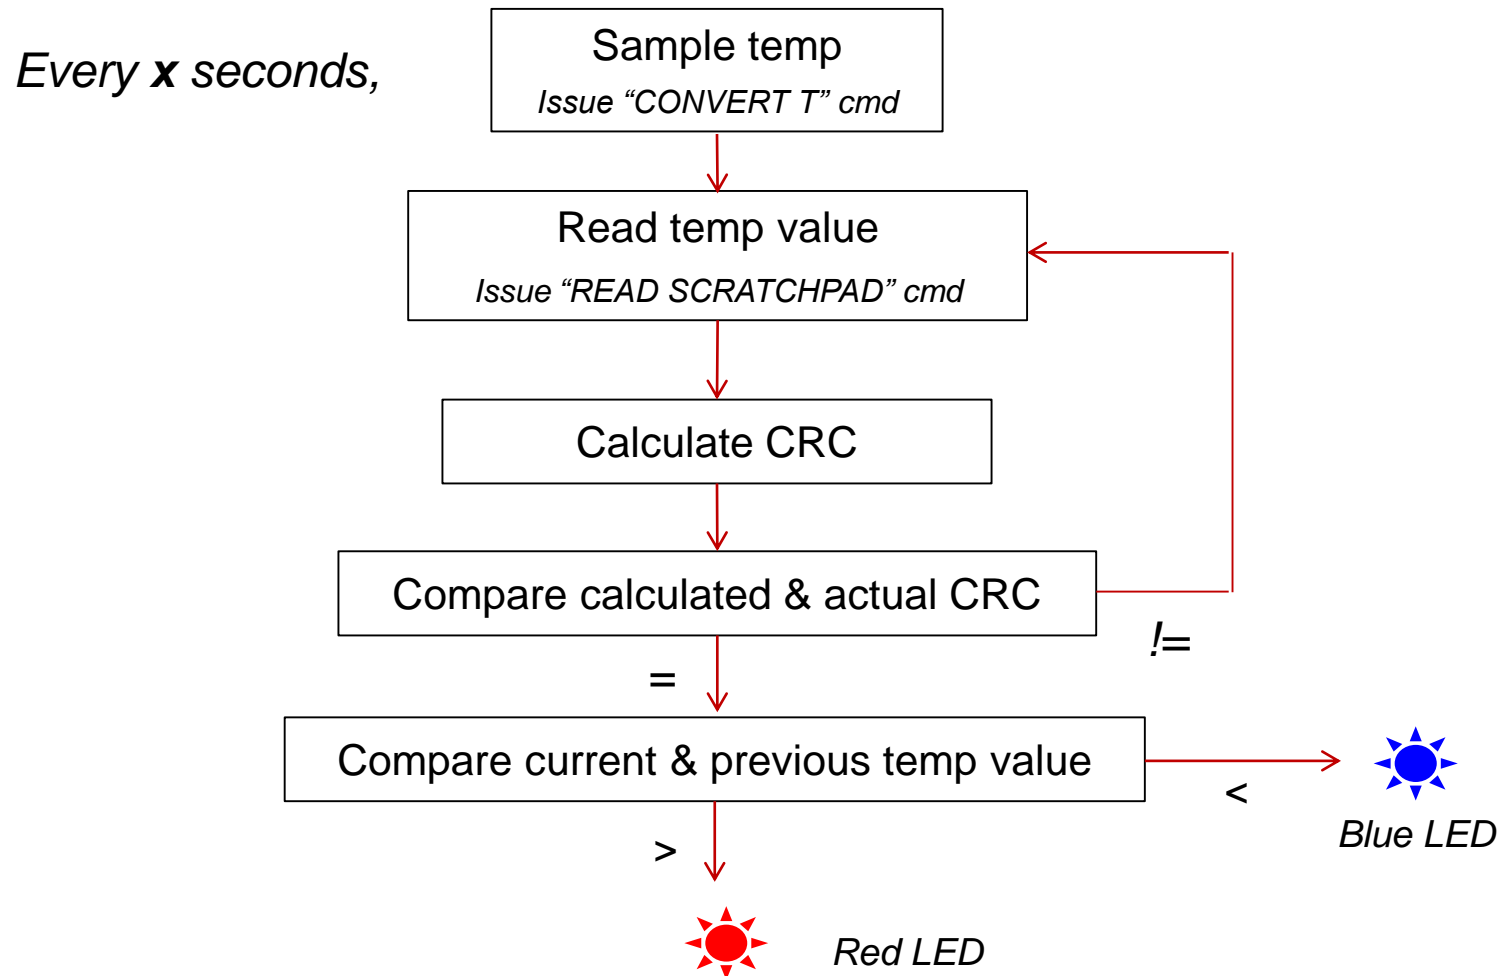 Every x seconds,
Sample temp
Issue “CONVERT T” cmd
Read temp value
Issue “READ SCRATCHPAD” cmd
Calculate CRC
Compare calculated & actual CRC
!=
=
Compare current & previous temp value
<
Blue LED
>
Red LED